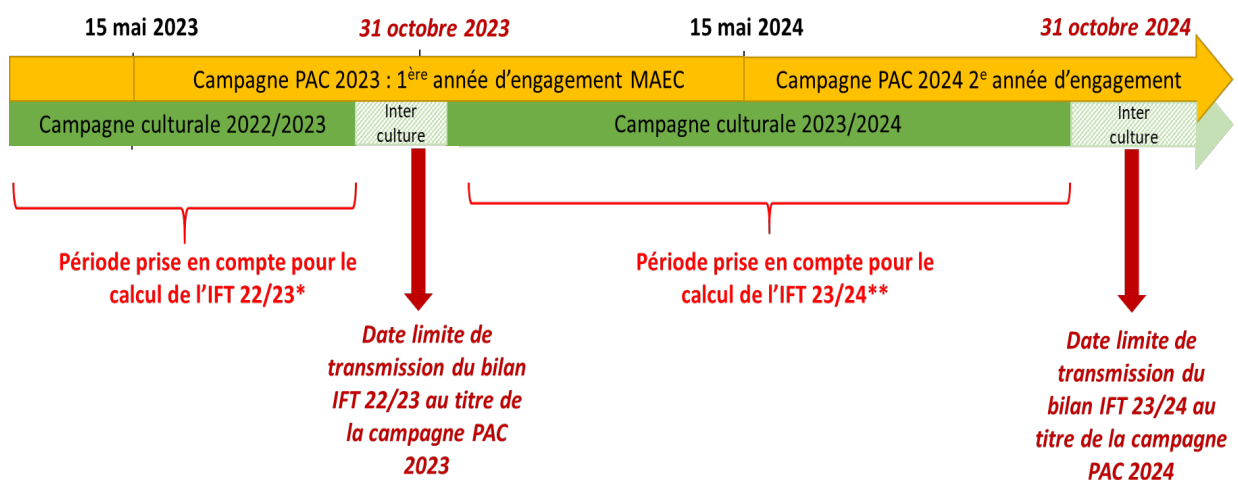 15 mai 2023
31 octobre 2023
15 mai 2024
31 octobre 2024
Campagne PAC 2023 : 1ère année d’engagement MAEC
Campagne PAC 2024 2e année d’engagement
Campagne culturale 2022/2023
Inter
culture
Campagne culturale 2023/2024
Inter
culture
Période prise en compte pour le
calcul de l’IFT 22/23*
Période prise en compte pour le
calcul de l’IFT 23/24**
Date limite de
transmission du bilan
IFT 22/23 au titre de
la campagne PAC
2023
Date limite de
transmission du
bilan IFT 23/24 au
titre de la campagne
PAC 2024